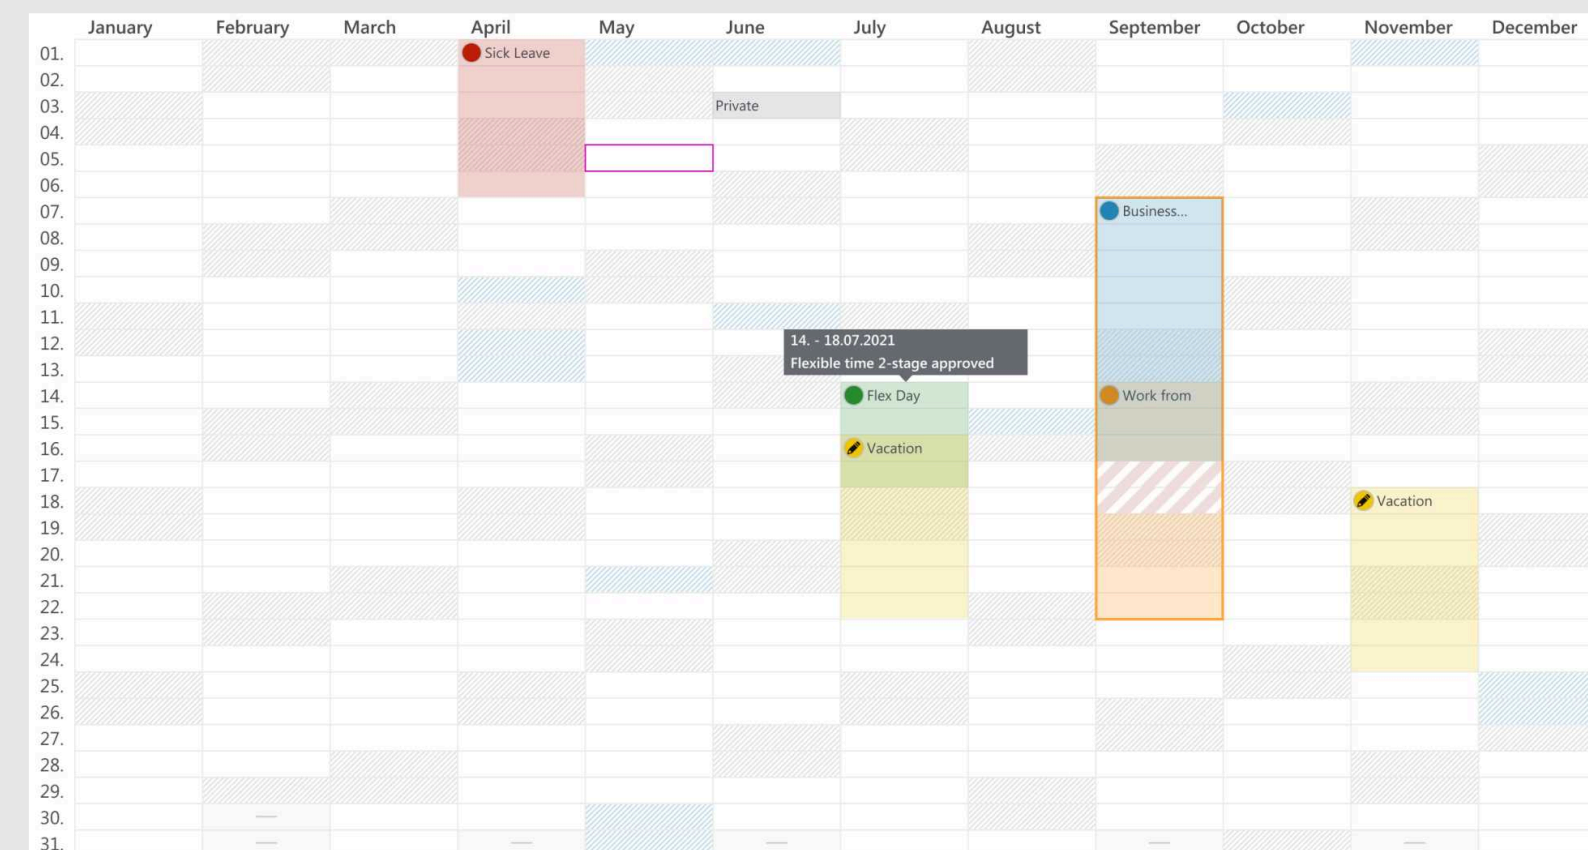 January February March April May June July August September October November December
01. Sick Leave
02.
03. Private
04.
05.
06.
07. Business...
08.
09.
10.
11.
12. 14. - 18.07.2021
13. Flexible time 2-stage approved
14. Flex Day Work from
15.
16. Vacation
17.
18. Vacation
19.
20.
21.
22.
23.
24.
25.
26.
27.
28.
29.
30.
31.